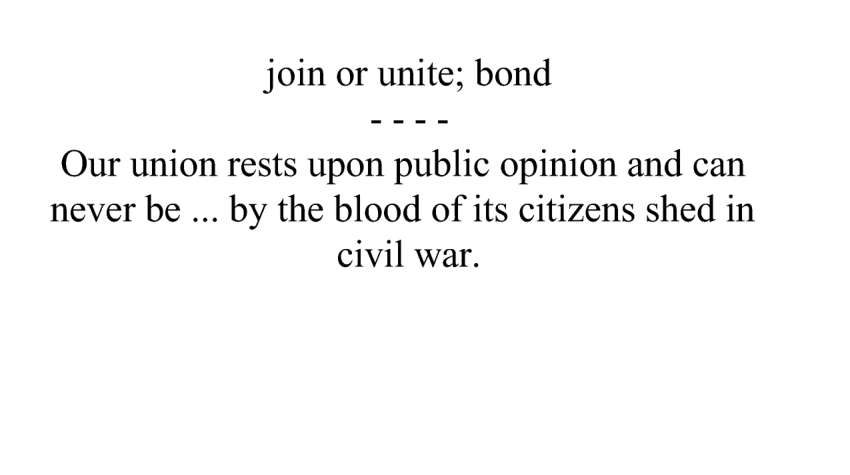 join or unite; bond
- - - -
Our union rests upon public opinion and can
never be ... by the blood of its citizens shed in
civil war.